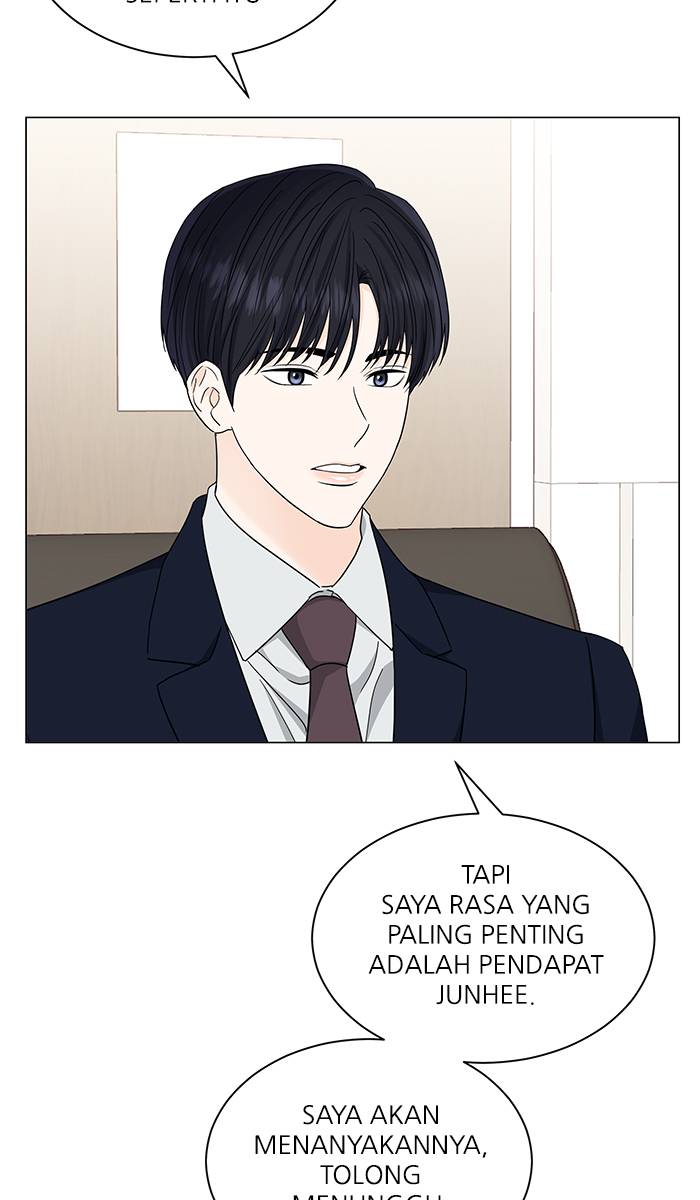 TAPI
SAYA RASA YANG
PALING PENTING
ADALAH PENDAPAT
JUNHEE.
SAYA AKAN
MENANYAKANNYA,
TOLONG